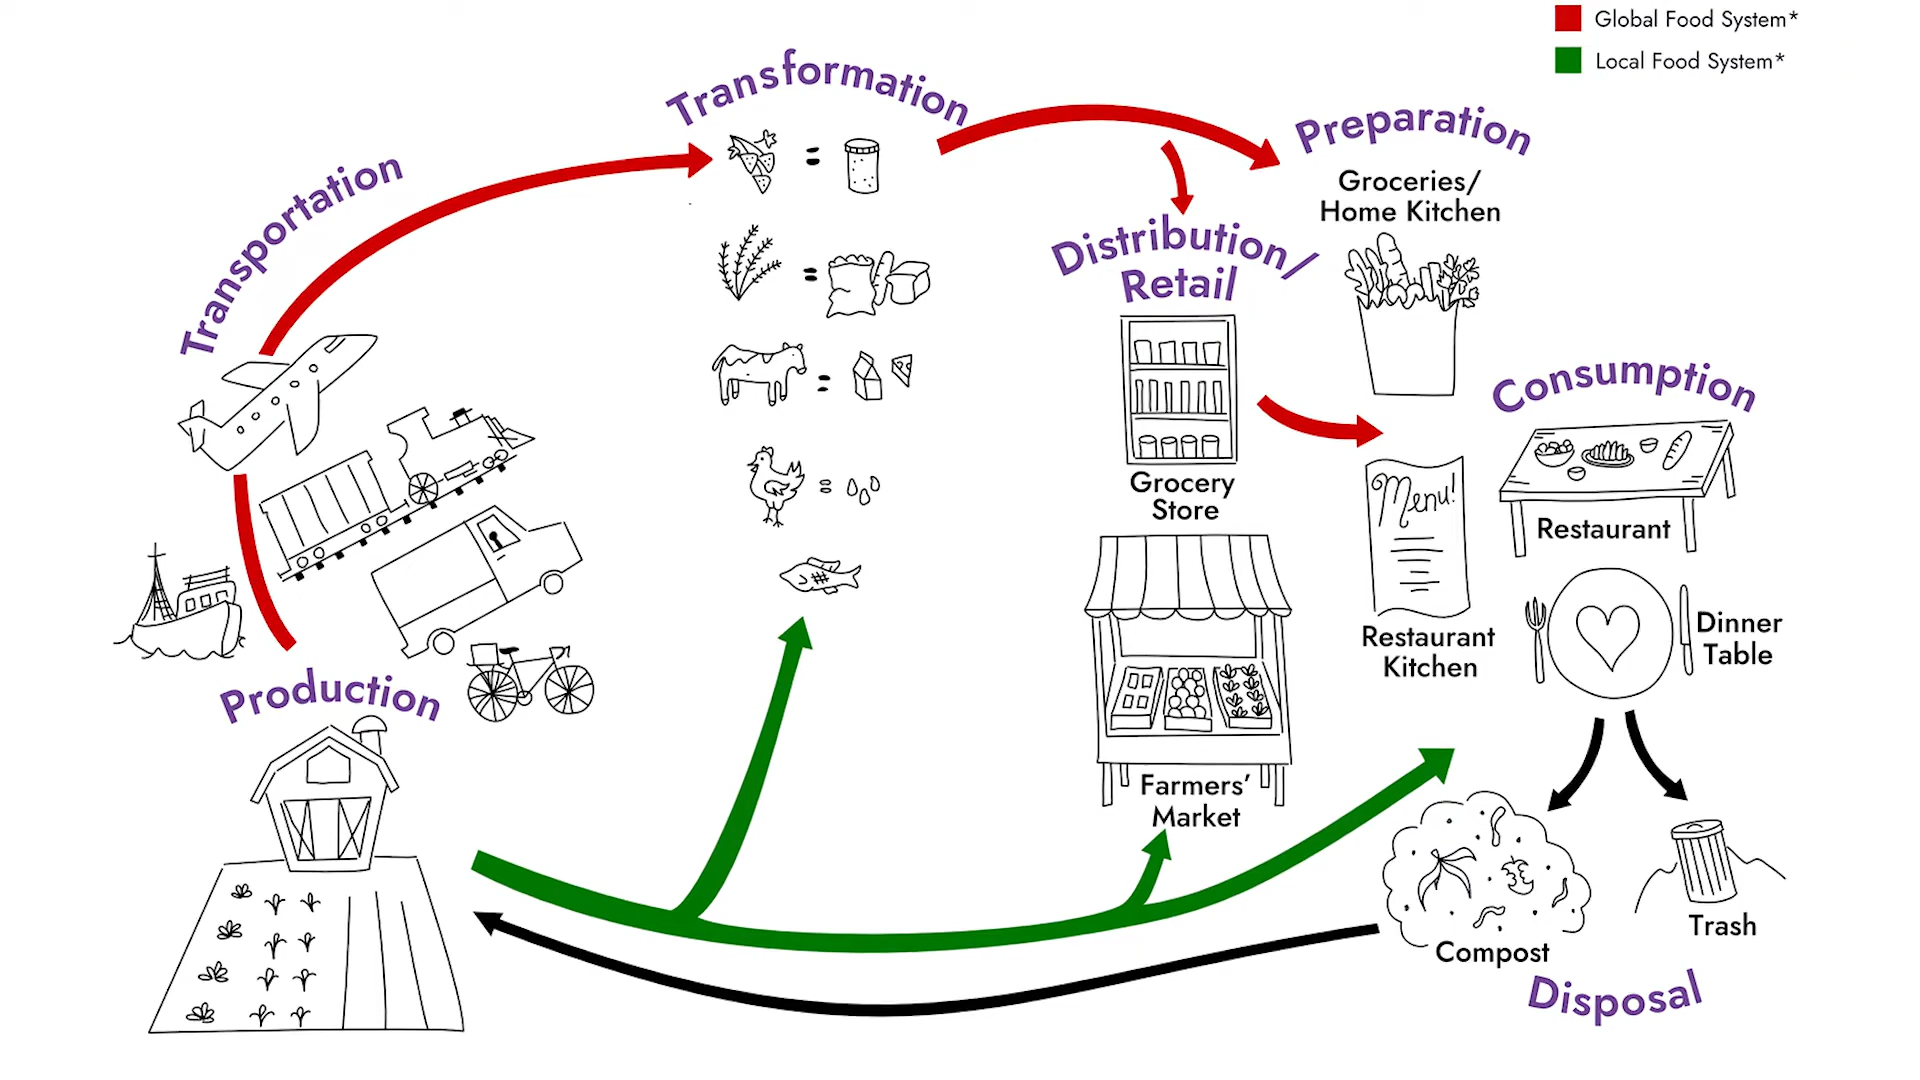 Global Food System*
Local Food System*
Transportation
Transformation
Preparation
Groceries/
Home Kitchen
Distribution/
Retail
Grocery
Store
Farmers’
Market
Menu!
Restaurant
Kitchen
Consumption
Restaurant
Dinner
Table
Production
Compost
Trash
Disposal